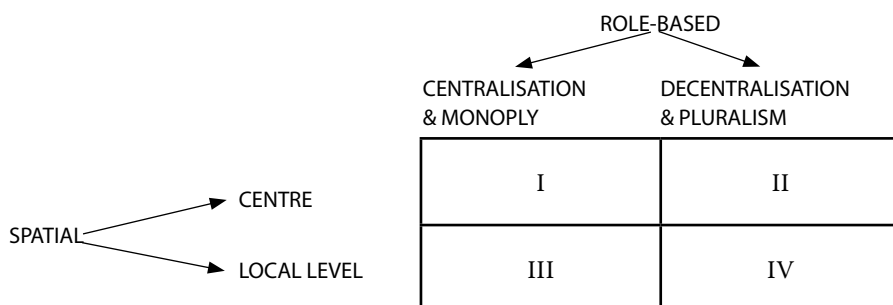 ROLE-BASED
CENTRALISATION
& MONOPLY
DECENTRALISATION
& PLURALISM
I
II
CENTRE
SPATIAL
LOCAL LEVEL
III
IV